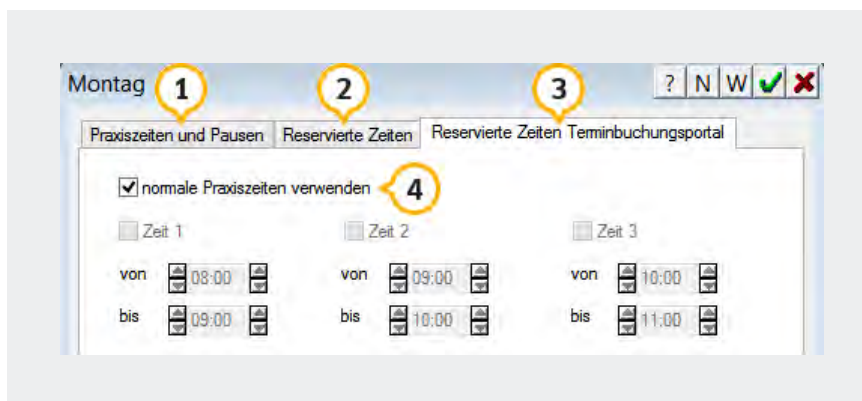 Montag 1 2 3 ? N W
Praxiszeiten und Pausen Reservierte Zeiten Reservierte Zeiten Terminbuchungsportal
normale Praxiszeiten verwenden 4
Zeit 1 Zeit 2 Zeit 3
von 08:00 von 09:00 von 10:00
bis 09:00 bis 10:00 bis 11:00